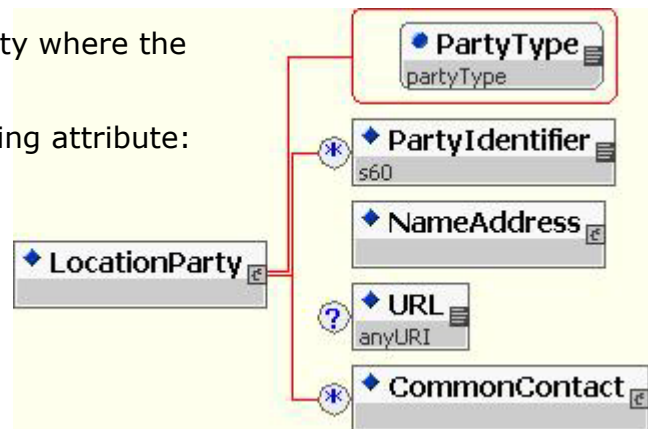 ty where the
ing attribute:
LocationParty
PartyType
partyType
*
PartyIdentifier
s60
NameAddress
?
URL
anyURI
*
CommonContact